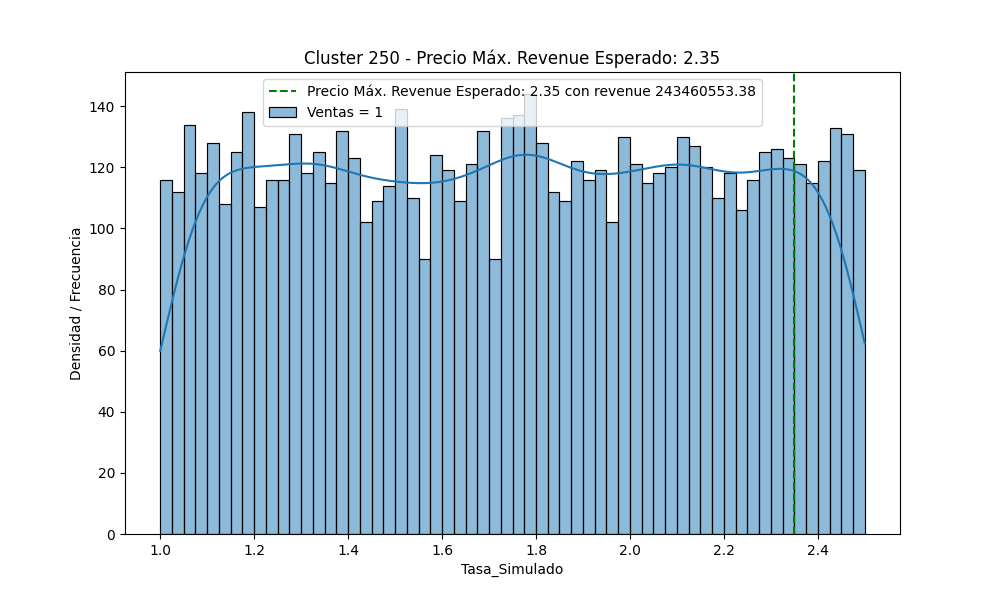 Cluster 250 - Precio Máx. Revenue Esperado: 2.35
Precio Máx. Revenue Esperado: 2.35 con revenue 243460553.38
Ventas = 1
140
120
100
80
60
40
20
0
Densidad / Frecuencia
1.0 1.2 1.4 1.6 1.8 2.0 2.2 2.4
Tasa_Simulado